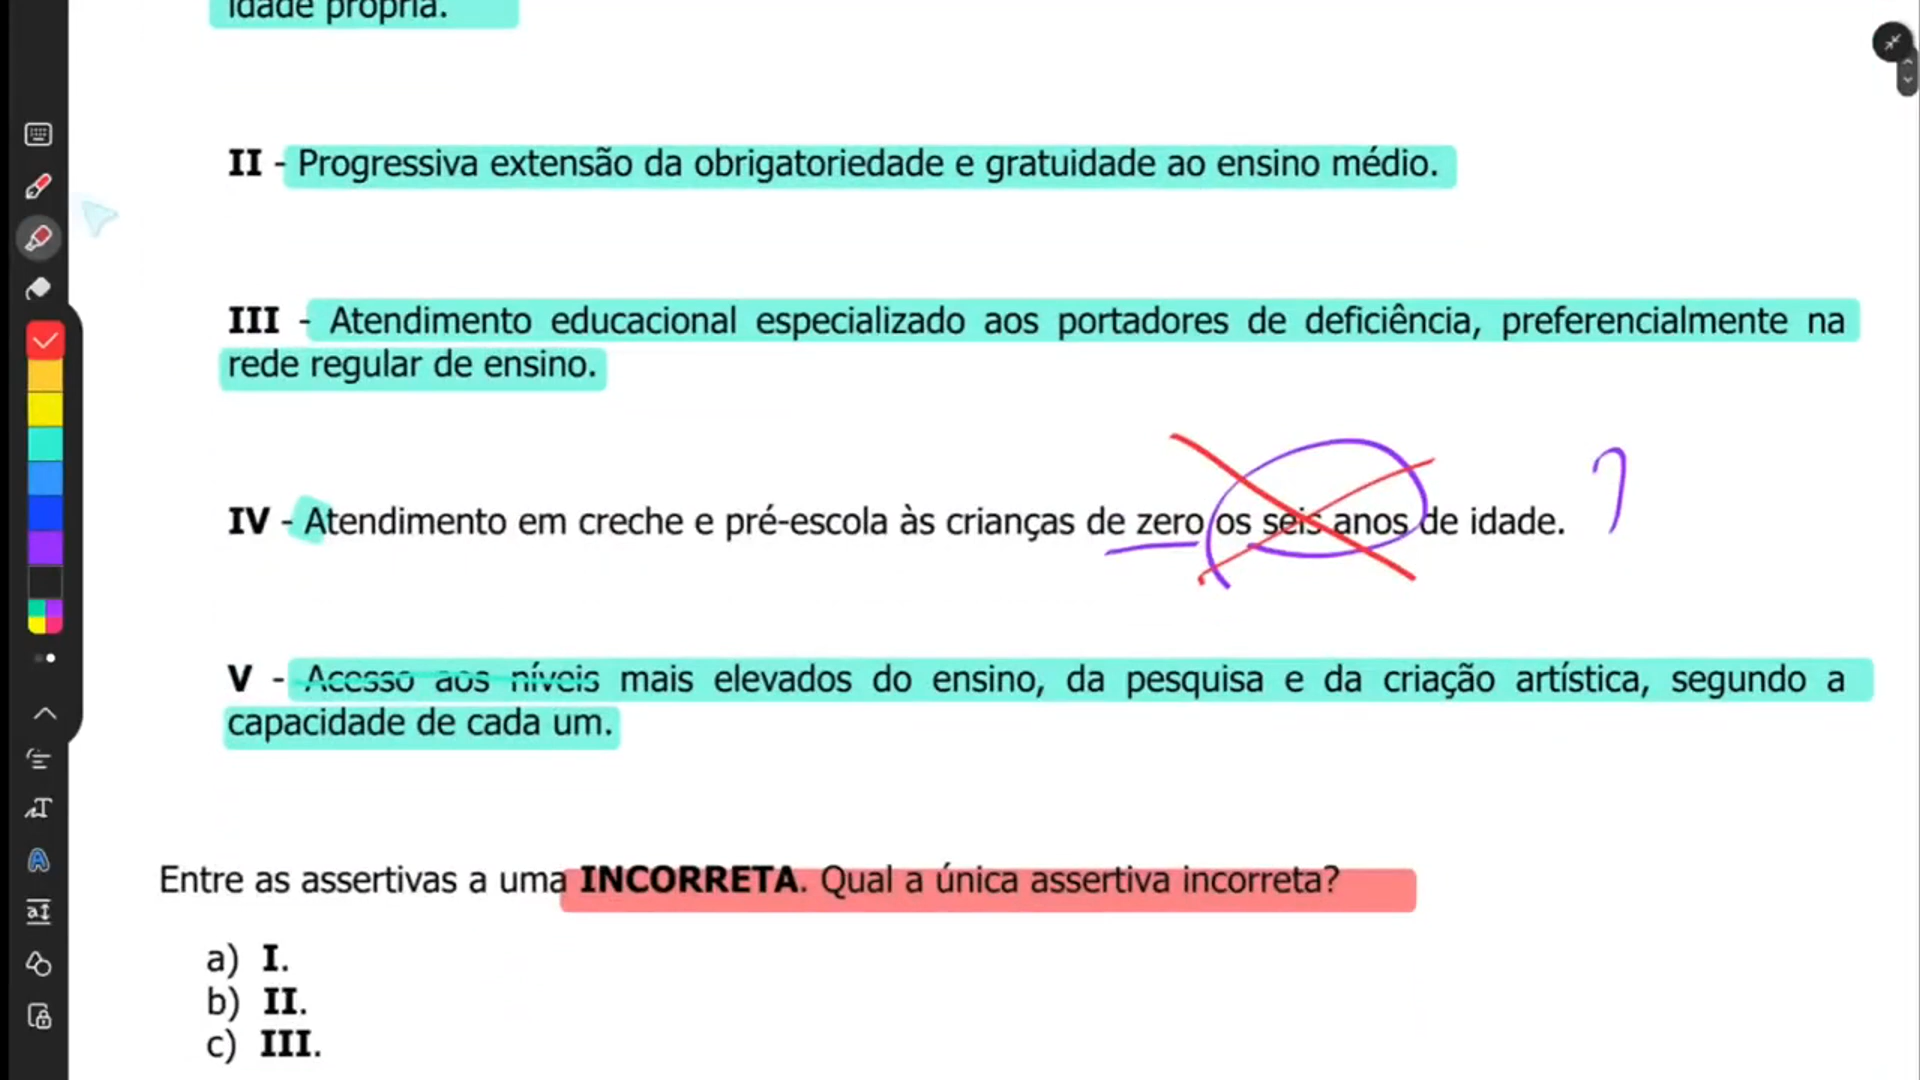 idade própria.
II - Progressiva extensão da obrigatoriedade e gratuidade ao ensino médio.
III - Atendimento educacional especializado aos portadores de deficiência, preferencialmente na
rede regular de ensino.
IV - Atendimento em creche e pré-escola às crianças de zero os seis anos de idade. ?
V - Acesso aos níveis mais elevados do ensino, da pesquisa e da criação artística, segundo a
capacidade de cada um.
Entre as assertivas a uma INCORRETA. Qual a única assertiva incorreta?
a) I.
b) II.
c) III.